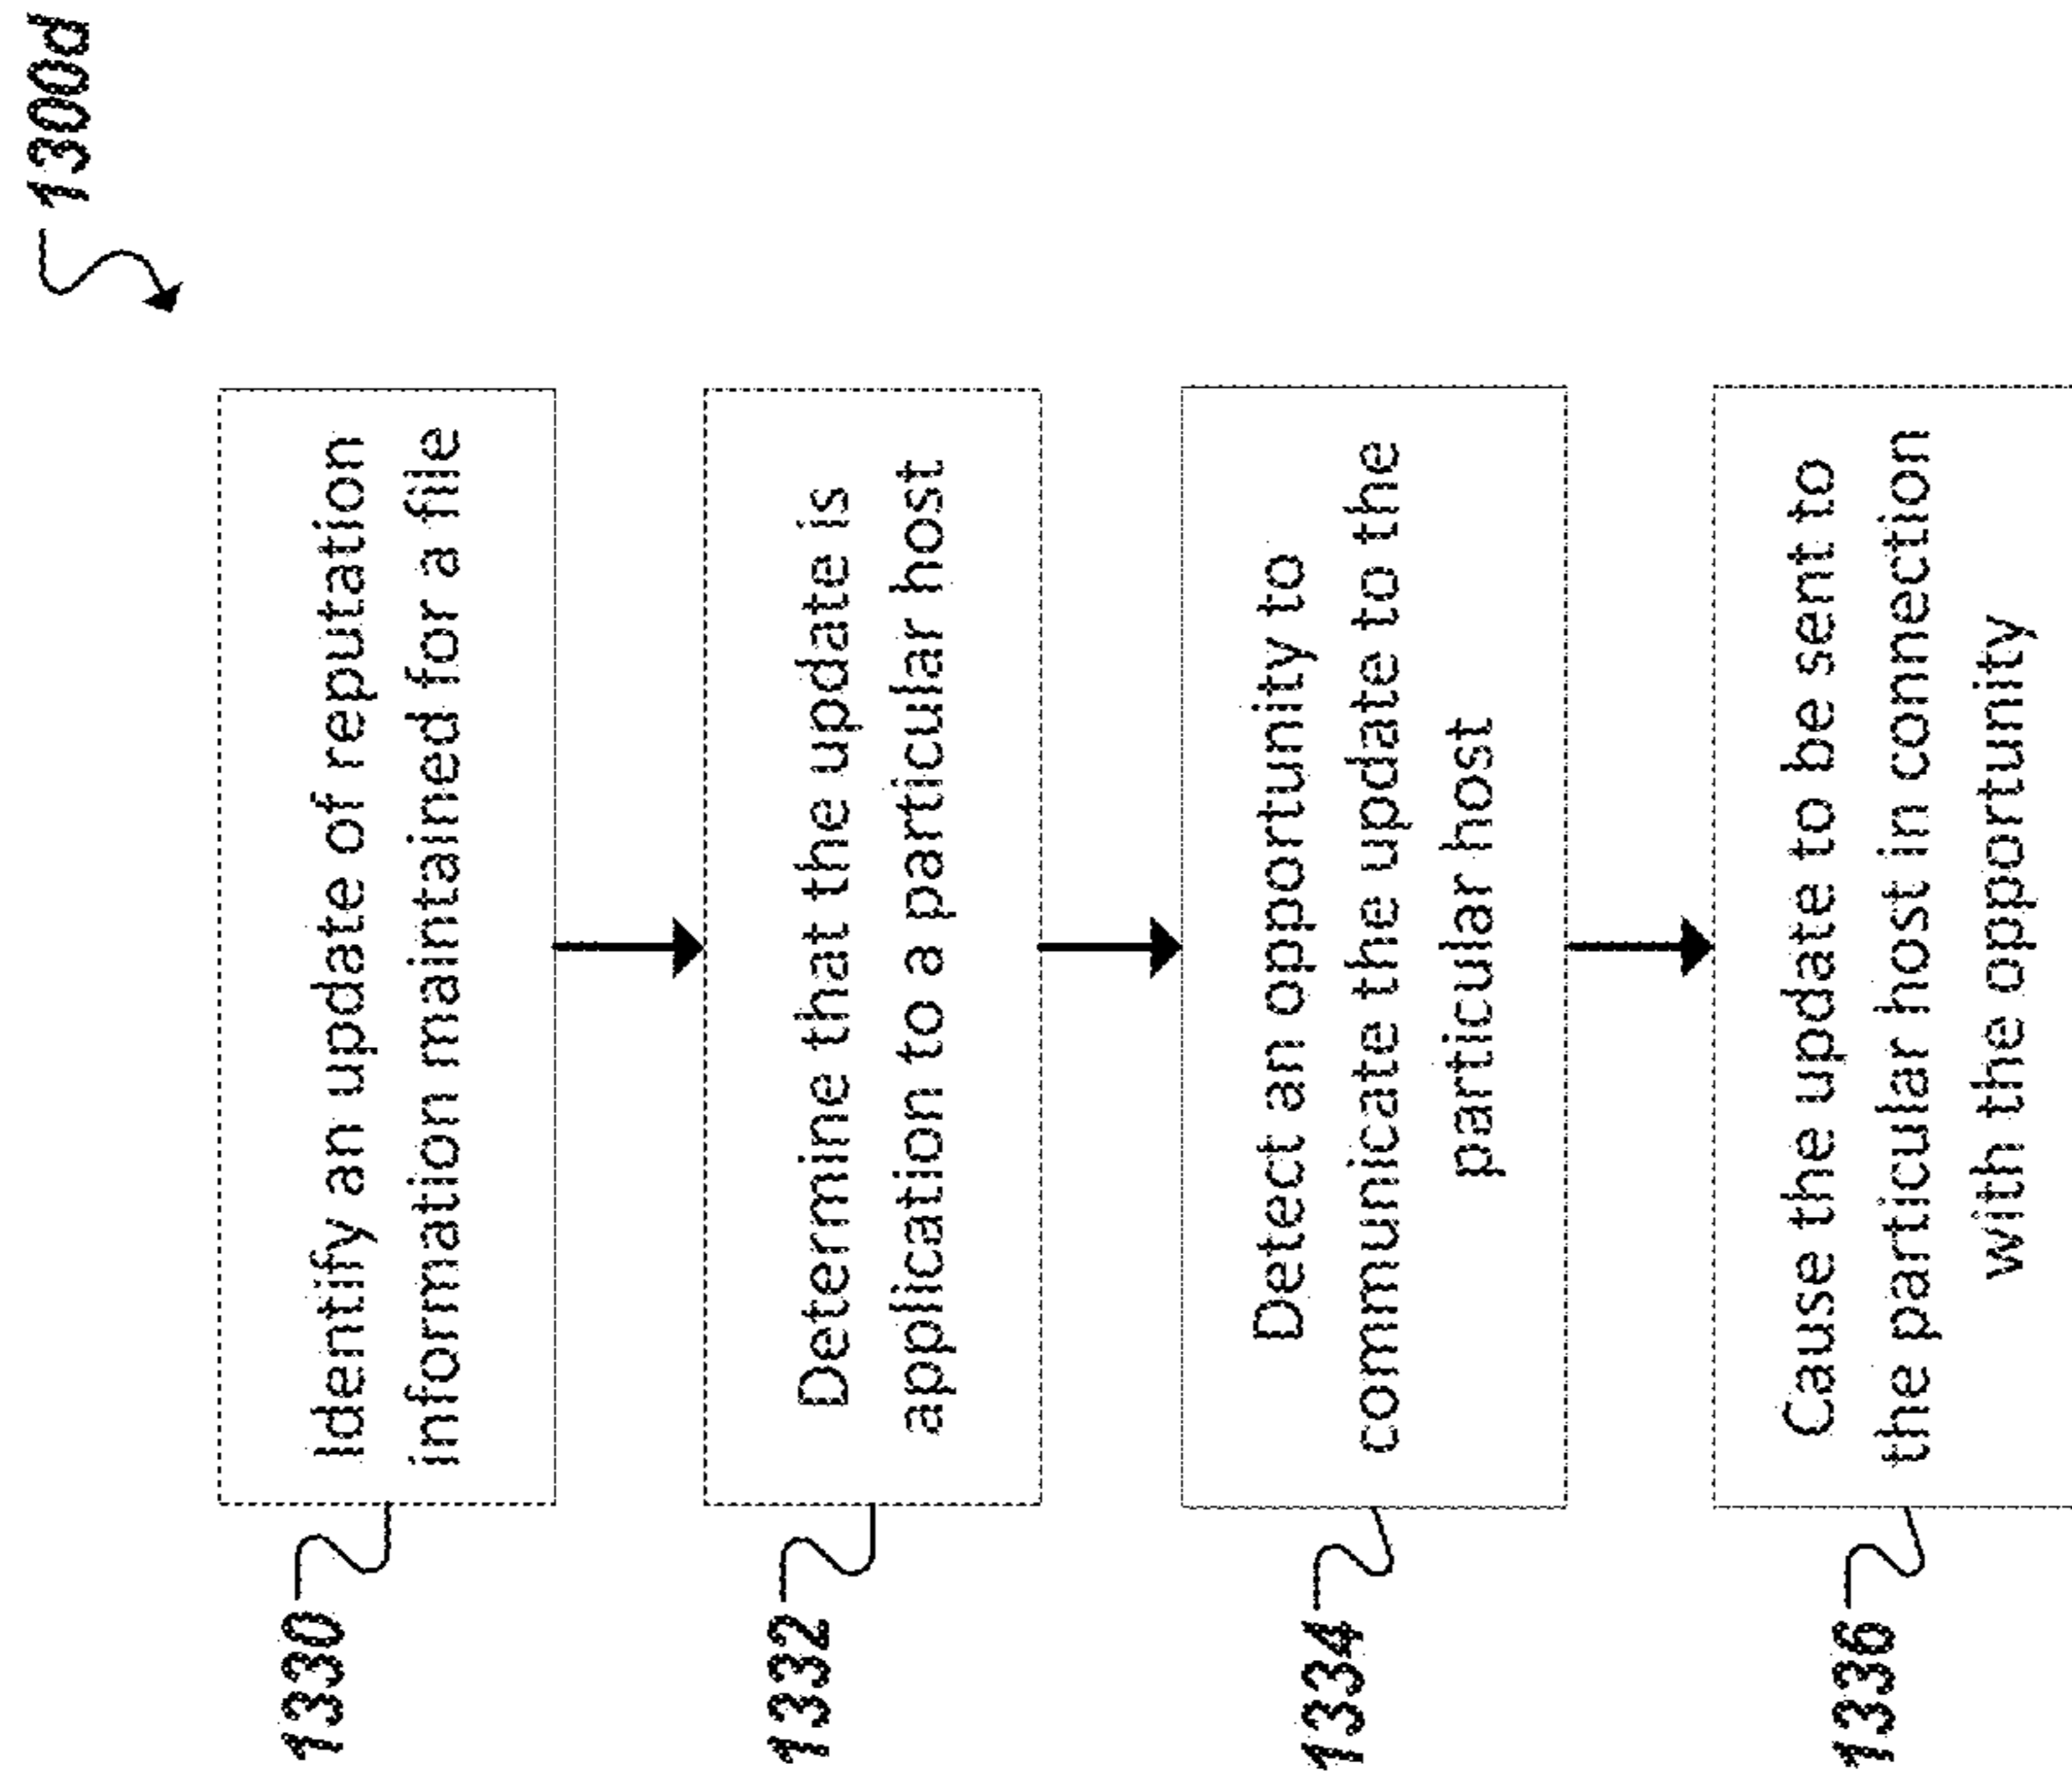 1300d
1330
Identify an update of reputation
information maintained for a file
1332
Determine that the update is
application to a particular host
1334
Detect an opportunity to
communicate the update to the
particular host
1336
Cause the update to be sent to
the particular host in connection
with the opportunity